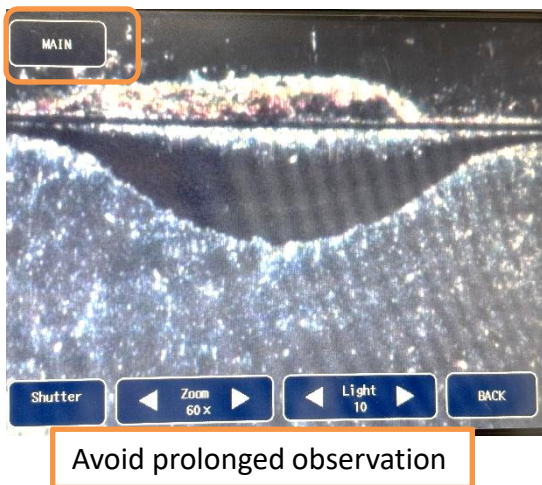 MAIN
Shutter
Zoom
60×
Light
10
BACK
Avoid prolonged observation